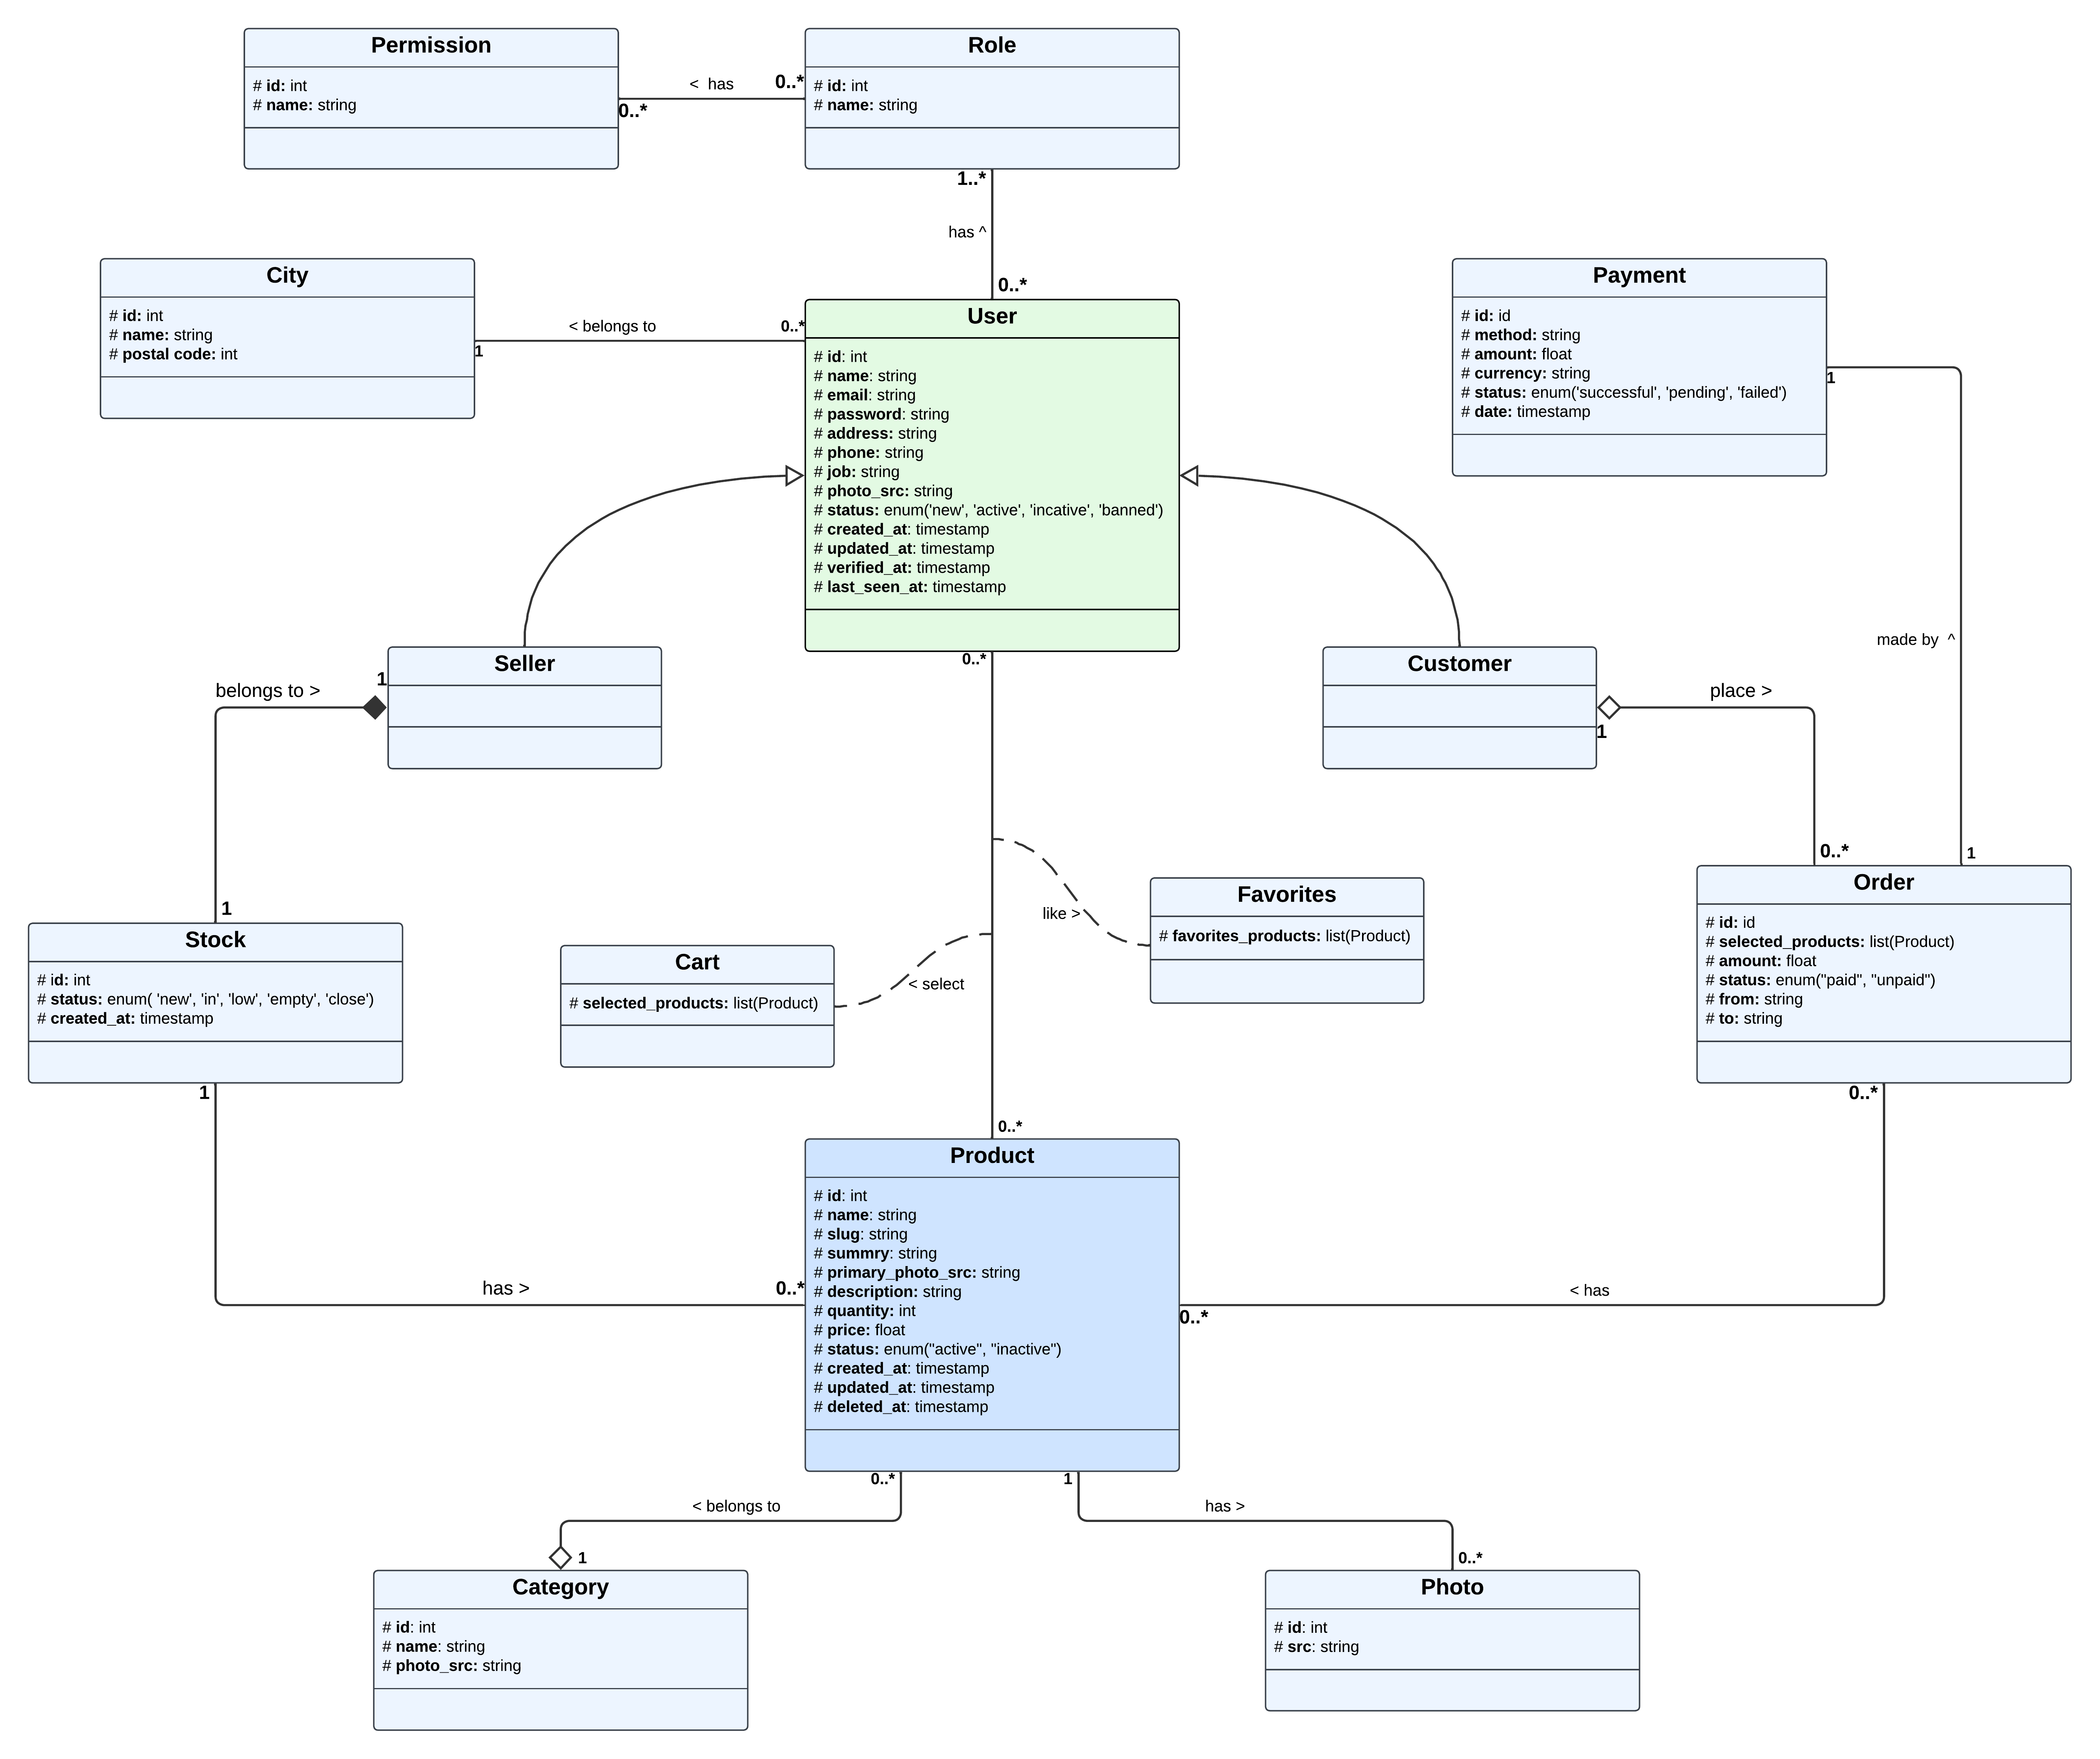 Permission
# id: int
# name: string
< has
0..*
0..*
Role
# id: int
# name: string
1..*
has ^
0..*
City
# id: int
# name: string
# postal code: int
< belongs to
0..*
1
User
# id: int
# name: string
# email: string
# password: string
# address: string
# phone: string
# job: string
# photo_src: string
# status: enum('new', 'active', 'incative', 'banned')
# created_at: timestamp
# updated_at: timestamp
# verified_at: timestamp
# last_seen_at: timestamp
0..*
Payment
# id: id
# method: string
# amount: float
# currency: string
# status: enum('successful', 'pending', 'failed')
# date: timestamp
1
made by ^
Seller
1
belongs to >
1
Customer
1
place >
0..*
1
Stock
# id: int
# status: enum( 'new', 'in', 'low', 'empty', 'close')
# created_at: timestamp
1
has >
0..*
Cart
# selected_products: list(Product)
< select
like >
Favorites
# favorites_products: list(Product)
Order
# id: id
# selected_products: list(Product)
# amount: float
# status: enum("paid", "unpaid")
# from: string
# to: string
0..*
< has
0..*
0..*
Product
# id: int
# name: string
# slug: string
# summry: string
# primary_photo_src: string
# description: string
# quantity: int
# price: float
# status: enum("active", "inactive")
# created_at: timestamp
# updated_at: timestamp
# deleted_at: timestamp
0..*
< belongs to
1
1
has >
0..*
Category
# id: int
# name: string
# photo_src: string
Photo
# id: int
# src: string